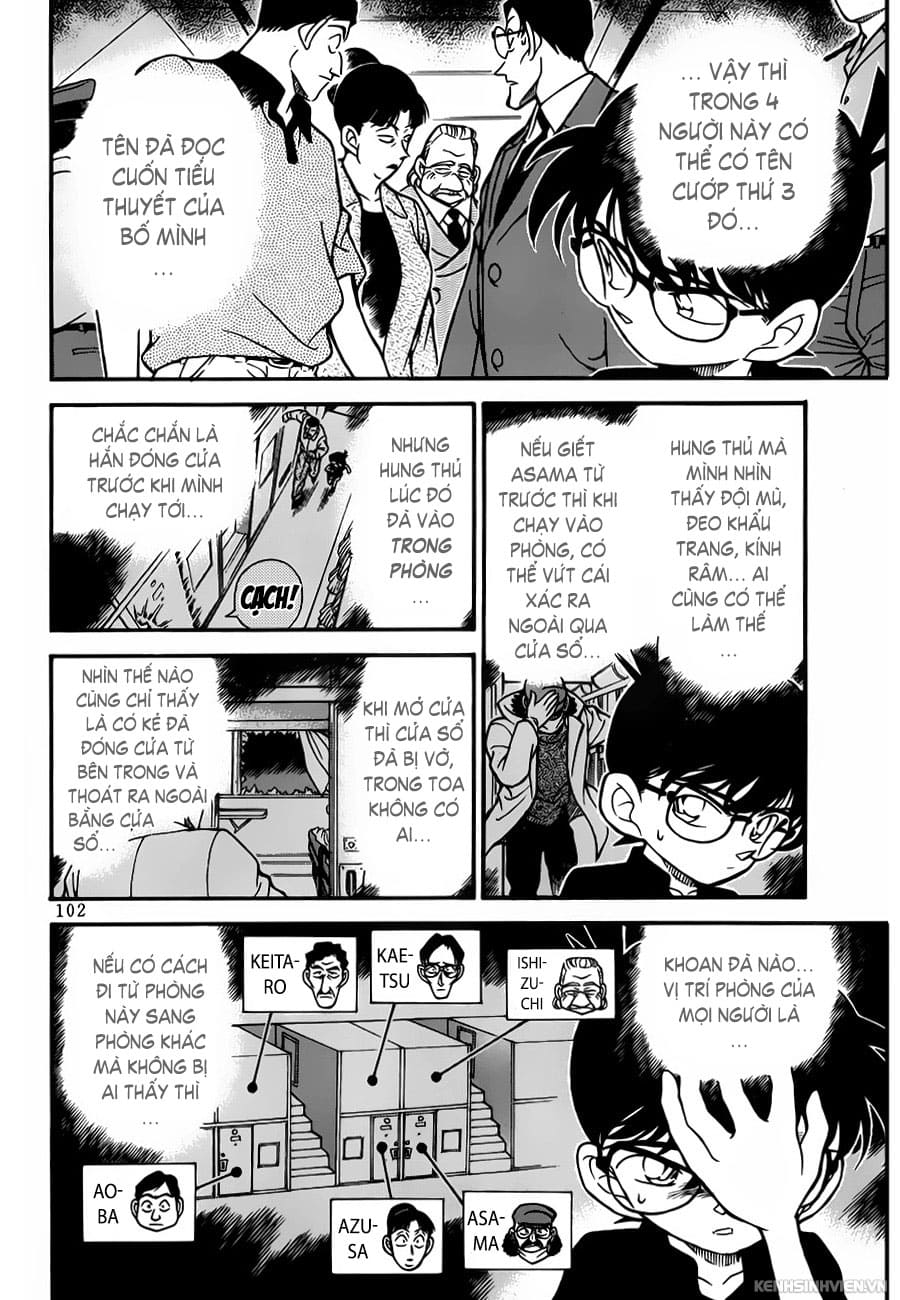 ... VẬY THÌ
TRONG 4
NGƯỜI NÀY CÓ
THỂ CÓ TÊN
CƯỚP THỨ 3
ĐÓ...
TÊN ĐÃ ĐỌC
CUỐN TIỂU
THUYẾT CỦA
BỐ MÌNH
...
HUNG THỦ MÀ
MÌNH NHÌN
THẤY ĐỘI MŨ,
ĐEO KHẨU
TRANG, KÍNH
RÂM... AI
CŨNG CÓ THỂ
LÀM THẾ
...
NẾU GIẾT
ASAMA TỪ
TRƯỚC THÌ KHI
CHẠY VÀO
PHÒNG, CÓ
THỂ VỨT CÁI
XÁC RA
NGOÀI QUA
CỬA SỔ...
NHƯNG
HUNG THỦ
LÚC ĐÓ
ĐÃ VÀO
TRONG
PHÒNG
...
CHẮC CHẮN LÀ
HẮN ĐÓNG CỬA
TRƯỚC KHI MÌNH
CHẠY TỚI...
CẠCH!
KHI MỞ CỬA
THÌ CỬA SỔ
ĐÃ BỊ VỠ,
TRONG TOA
KHÔNG CÓ
AI...
NHÌN THẾ NÀO
CŨNG CHỈ THẤY
LÀ CÓ KẺ ĐÃ
ĐÓNG CỬA TỪ
BÊN TRONG VÀ
THOÁT RA NGOÀI
BẰNG CỬA
SỔ...
102
KHOAN ĐÃ NÀO...
VỊ TRÍ PHÒNG CỦA
MỌI NGƯỜI LÀ
...
ISHI-
ZU-
CHI
KAE-
TSU
KEITA-
RO
NẾU CÓ CÁCH
ĐI TỪ PHÒNG
NÀY SANG
PHÒNG KHÁC
MÀ KHÔNG BỊ
AI THẤY THÌ
...
ASA-
MA
AZU-
SA
AO-
BA
KENHSINHVIEN.VN